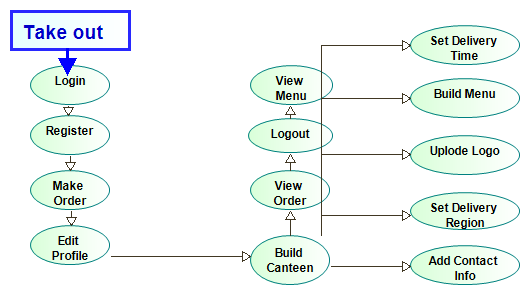 Take out
Login
Register
Make
Order
Edit
Profile
View
Menu
Logout
View
Order
Build
Canteen
Set Delivery
Time
Build Menu
Uplode Logo
Set Delivery
Region
Add Contact
Info